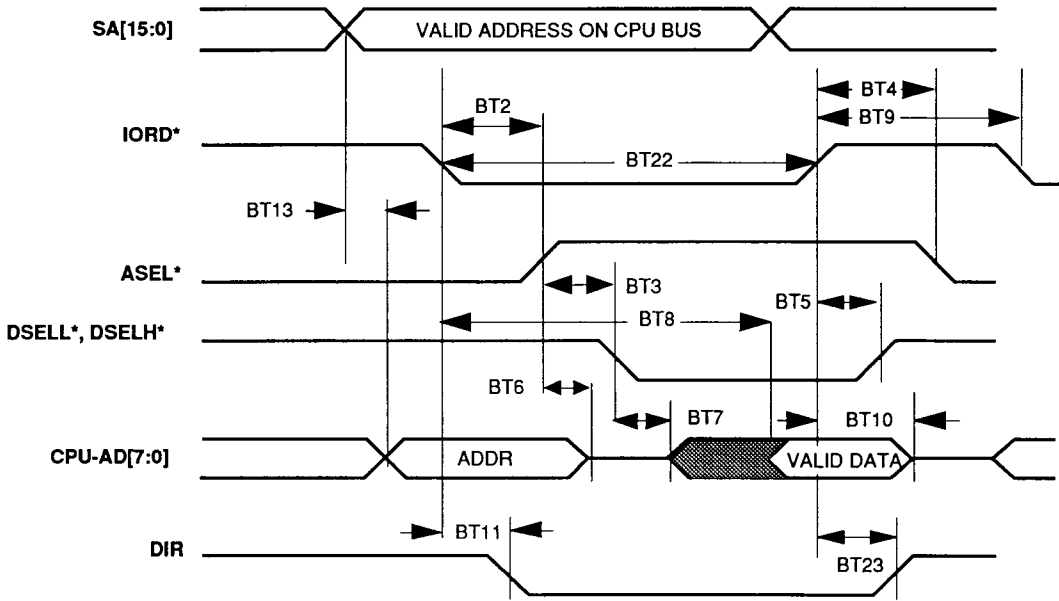 SA[15:0]
VALID ADDRESS ON CPU BUS
BT4
BT2
BT9
IORD*
BT22
BT13
ASEL*
BT3
BT5
BT8
DSELL*, DSELH*
BT6
BT7
BT10
CPU-AD[7:0]
ADDR
VALID DATA
BT11
DIR
BT23